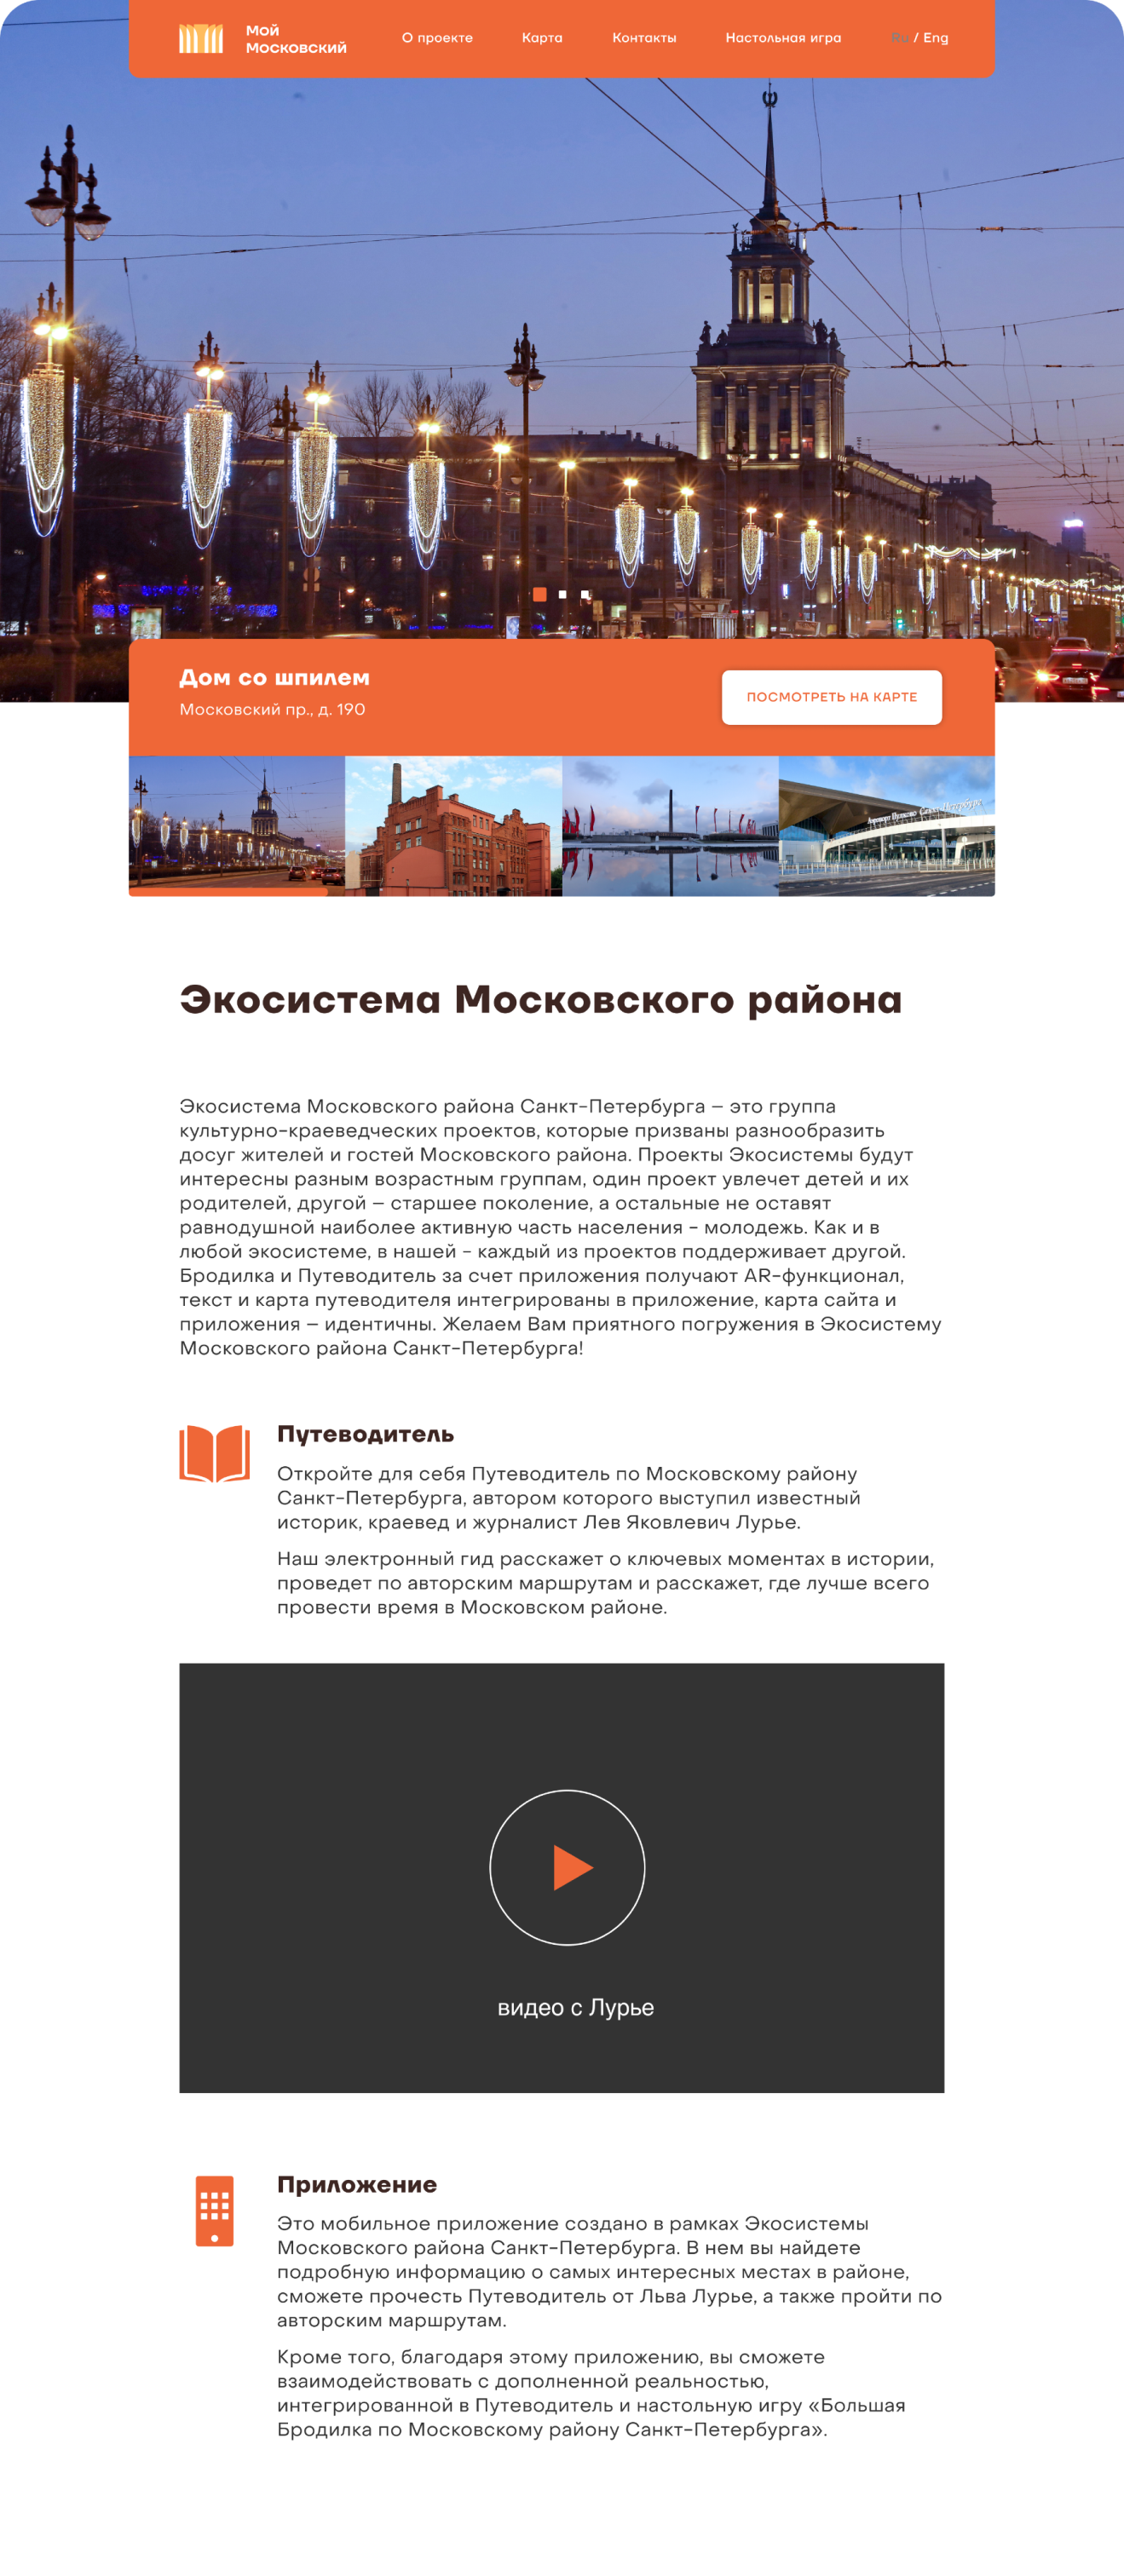 Мой
Московский
О проекте
Карта
Контакты
Настольная игра
Ru / Eng
Дом со шпилем
Московский пр., д. 190
ПОСМОТРЕТЬ НА КАРТЕ
Аэропорт Пулково Санкт-Петербург
Экосистема Московского района
Экосистема Московского района Санкт-Петербурга – это группа
культурно-краеведческих проектов, которые призваны разнообразить
досуг жителей и гостей Московского района. Проекты Экосистемы будут
интересны разным возрастным группам, один проект увлечет детей и их
родителей, другой – старшее поколение, а остальные не оставят
равнодушной наиболее активную часть населения - молодежь. Как и в
любой экосистеме, в нашей - каждый из проектов поддерживает другой.
Бродилка и Путеводитель за счет приложения получают AR-функционал,
текст и карта путеводителя интегрированы в приложение, карта сайта и
приложения – идентичны. Желаем Вам приятного погружения в Экосистему
Московского района Санкт-Петербурга!
Путеводитель
Откройте для себя Путеводитель по Московскому району
Санкт-Петербурга, автором которого выступил известный
историк, краевед и журналист Лев Яковлевич Лурье.
Наш электронный гид расскажет о ключевых моментах в истории,
проведет по авторским маршрутам и расскажет, где лучше всего
провести время в Московском районе.
видео с Лурье
Приложение
Это мобильное приложение создано в рамках Экосистемы
Московского района Санкт-Петербурга. В нем вы найдете
подробную информацию о самых интересных местах в районе,
сможете прочесть Путеводитель от Льва Лурье, а также пройти по
авторским маршрутам.
Кроме того, благодаря этому приложению, вы сможете
взаимодействовать с дополненной реальностью,
интегрированной в Путеводитель и настольную игру «Большая
Бродилка по Московскому району Санкт-Петербурга».